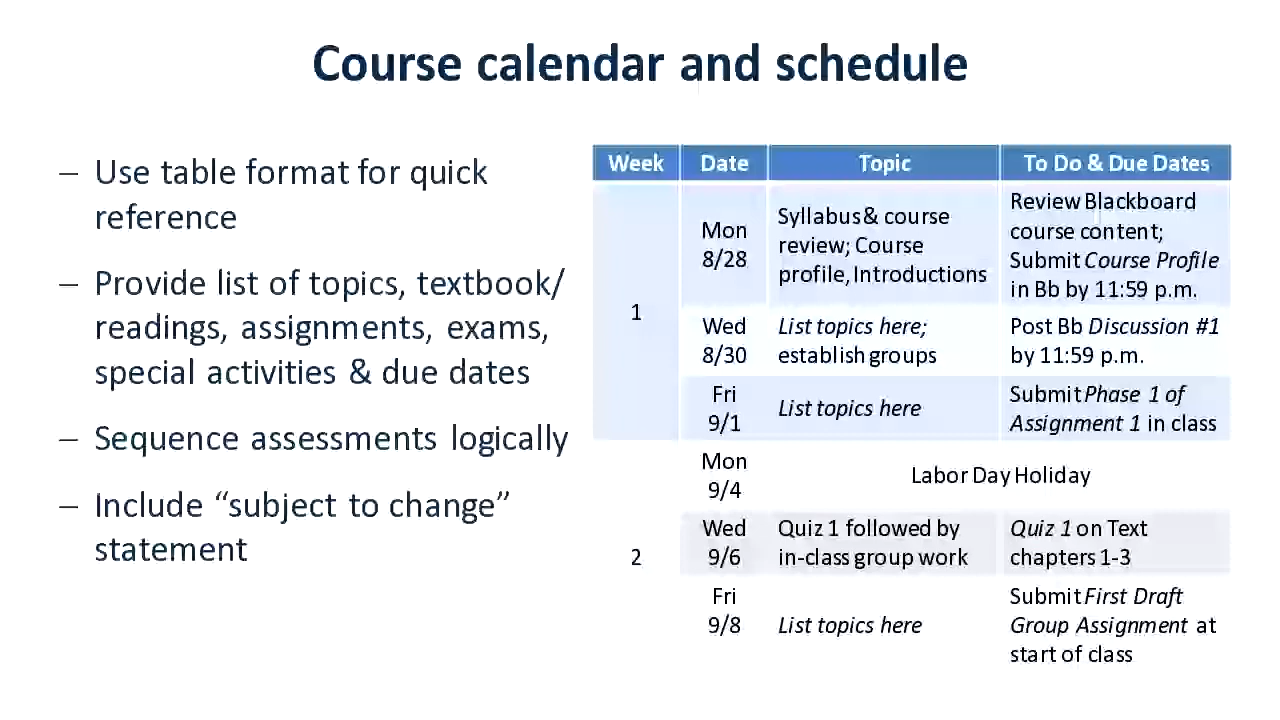 Course calendar and schedule
– Use table format for quick
reference
– Provide list of topics, textbook/
readings, assignments, exams,
special activities & due dates
– Sequence assessments logically
– Include “subject to change”
statement
Week Date Topic To Do & Due Dates
1
Mon
8/28
Syllabus & course
review; Course
profile, Introductions
Review Blackboard
course content;
Submit Course Profile
in Bb by 11:59 p.m.
Wed
8/30
List topics here;
establish groups
Post Bb Discussion #1
by 11:59 p.m.
Fri
9/1
List topics here
Submit Phase 1 of
Assignment 1 in class
2
Mon
9/4
Labor Day Holiday
Wed
9/6
Quiz 1 followed by
in-class group work
Quiz 1 on Text
chapters 1-3
Fri
9/8
List topics here
Submit First Draft
Group Assignment at
start of class